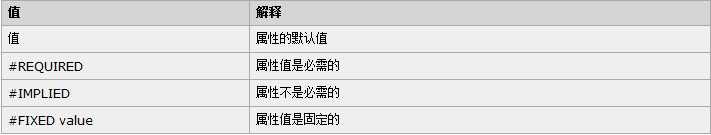 值 解释
值 属性的默认值
#REQUIRED 属性值是必需的
#IMPLIED 属性不是必需的
#FIXED value 属性值是固定的